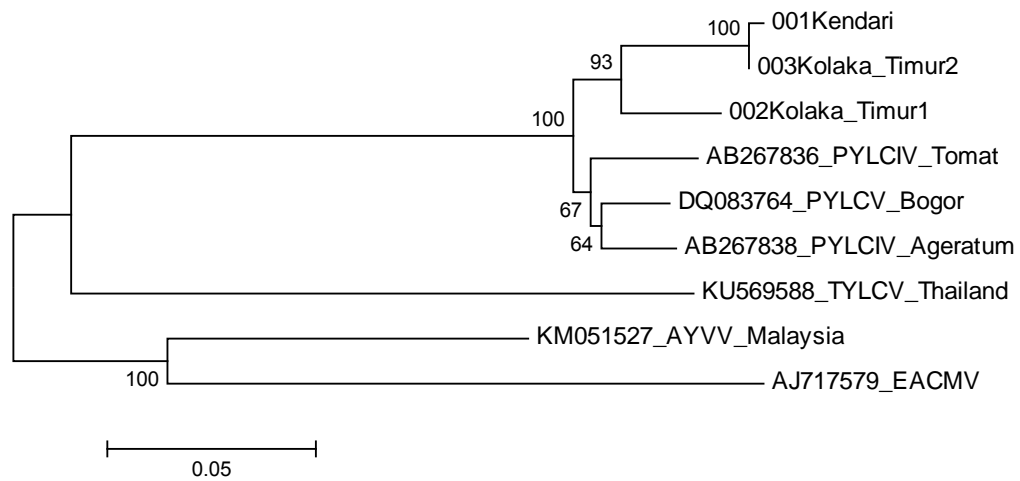 100
001Kendari
93
003Kolaka_Timur2
100
002Kolaka_Timur1
AB267836_PYLCIV_Tomat
67
DQ083764_PYLCV_Bogor
64
AB267838_PYLCIV_Ageratum
KU569588_TYLCV_Thailand
KM051527_AYVV_Malaysia
100
AJ717579_EACMV
0.05